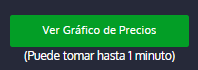 Ver Gráfico de Precios
(Puede tomar hasta 1 minuto)